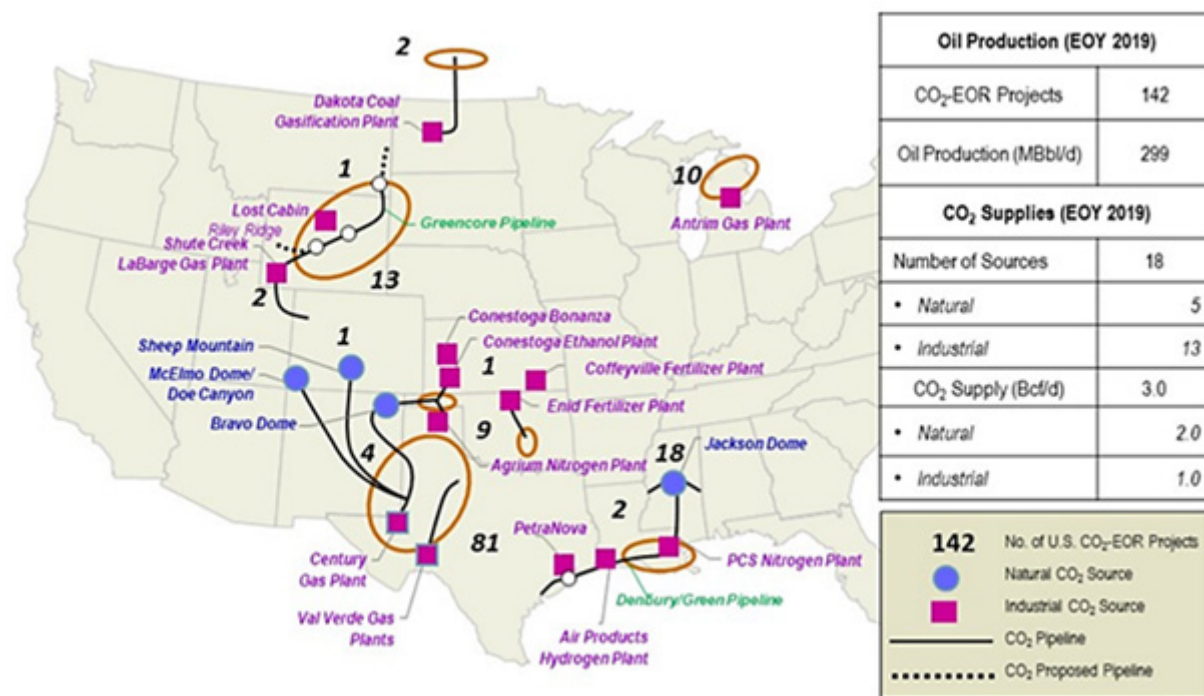 2
Dakota Coal
Gasification Plant
1
Lost Cabin
Riley Ridge
Shute Creek
LaBarge Gas Plant
Greencore Pipeline
13
2
10
Antrim Gas Plant
1
Sheep Mountain
McElmo Dome/
Doe Canyon
Bravo Dome
Conestoga Bonanza
Conestoga Ethanol Plant
1
Coffeyville Fertilizer Plant
Enid Fertilizer Plant
9
Agrium Nitrogen Plant
4
18
Jackson Dome
2
81
PetraNova
PCS Nitrogen Plant
Century
Gas Plant
Val Verde Gas
Plants
Denbury/Green Pipeline
Air Products
Hydrogen Plant
Oil Production (EOY 2019)
CO₂-EOR Projects 142
Oil Production (MBbl/d) 299
CO₂ Supplies (EOY 2019)
Number of Sources 18
• Natural 5
• Industrial 13
CO₂ Supply (Bcf/d) 3.0
• Natural 2.0
• Industrial 1.0
142 No. of U.S. CO₂-EOR Projects
Natural CO₂ Source
Industrial CO₂ Source
CO₂ Pipeline
CO₂ Proposed Pipeline